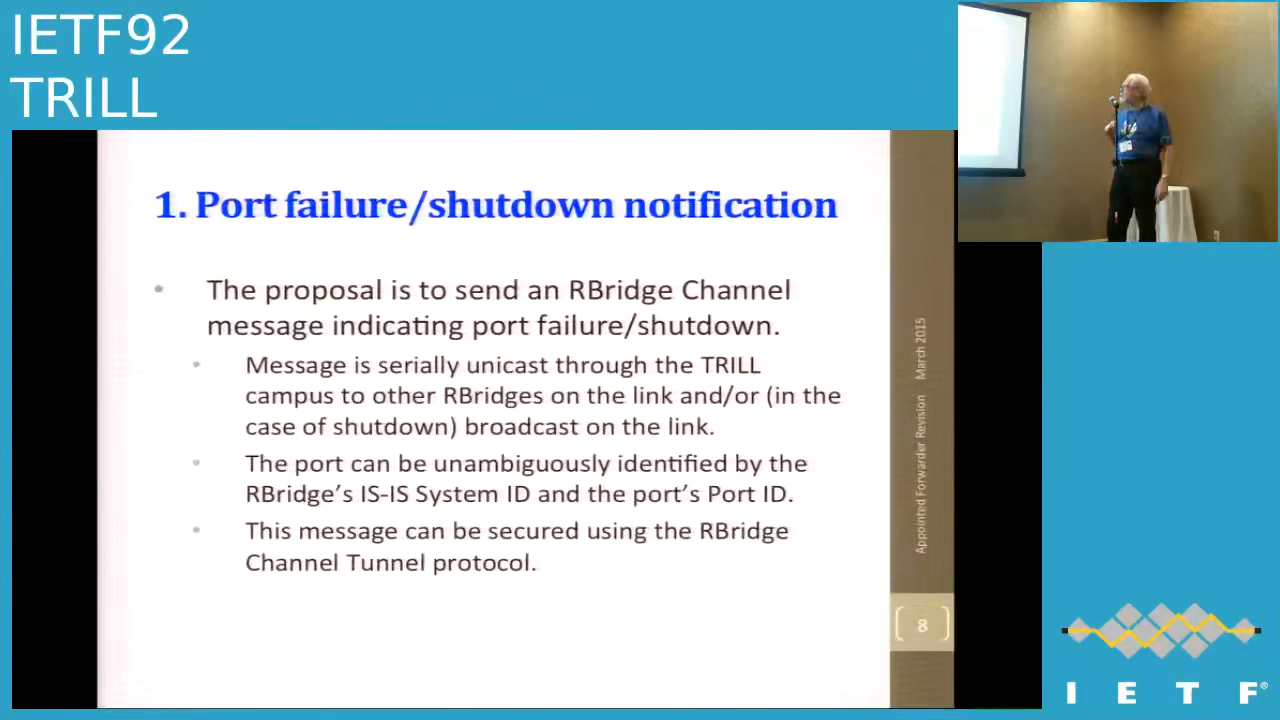 IETF92
TRILL
1. Port failure/shutdown notification
• The proposal is to send an RBridge Channel
message indicating port failure/shutdown.
• Message is serially unicast through the TRILL
campus to other RBridges on the link and/or (in the
case of shutdown) broadcast on the link.
• The port can be unambiguously identified by the
RBridge’s IS-IS System ID and the port’s Port ID.
• This message can be secured using the RBridge
Channel Tunnel protocol.
Appointed Forwarder Revision March 2015
8
I E T F®